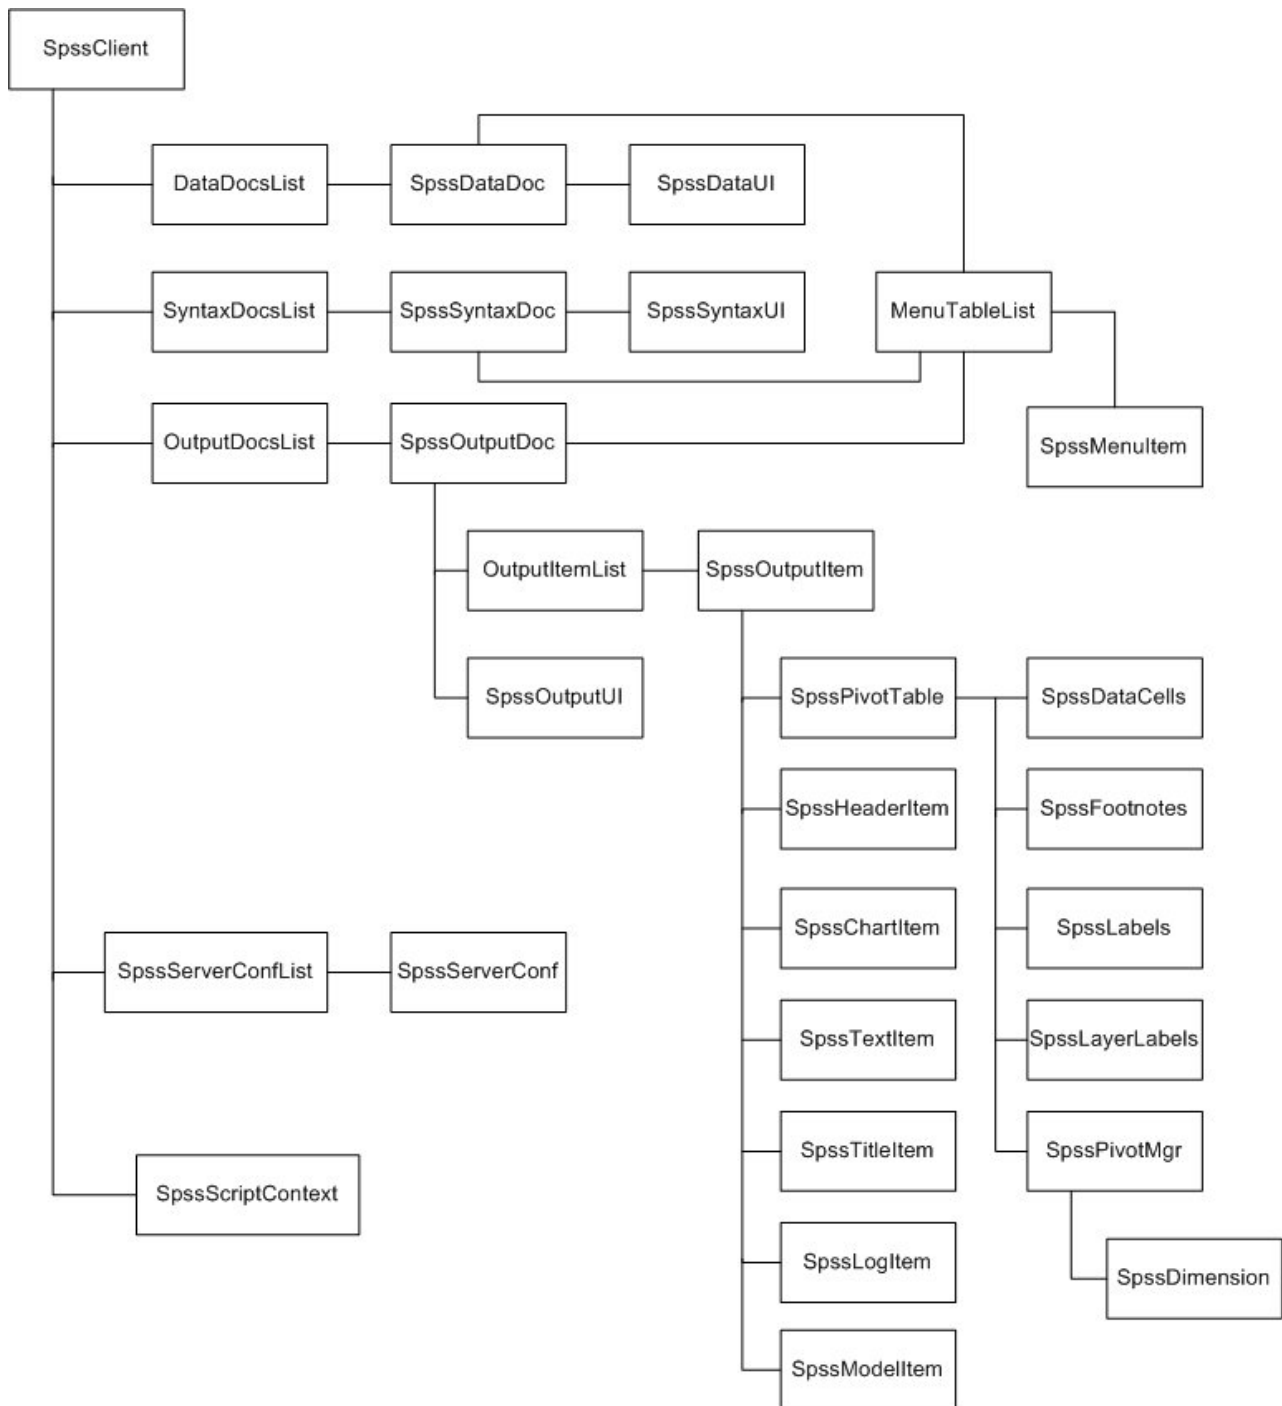 SpssClient
DataDocsList
SpssDataDoc
SpssDataUI
SyntaxDocsList
SpssSyntaxDoc
SpssSyntaxUI
MenuTableList
OutputDocsList
SpssOutputDoc
SpssMenuItem
OutputItemList
SpssOutputItem
SpssOutputUI
SpssPivotTable
SpssDataCells
SpssHeaderItem
SpssFootnotes
SpssChartItem
SpssLabels
SpssServerConfList
SpssServerConf
SpssTextItem
SpssLayerLabels
SpssTitleItem
SpssPivotMgr
SpssScriptContext
SpssLogItem
SpssDimension
SpssModelItem